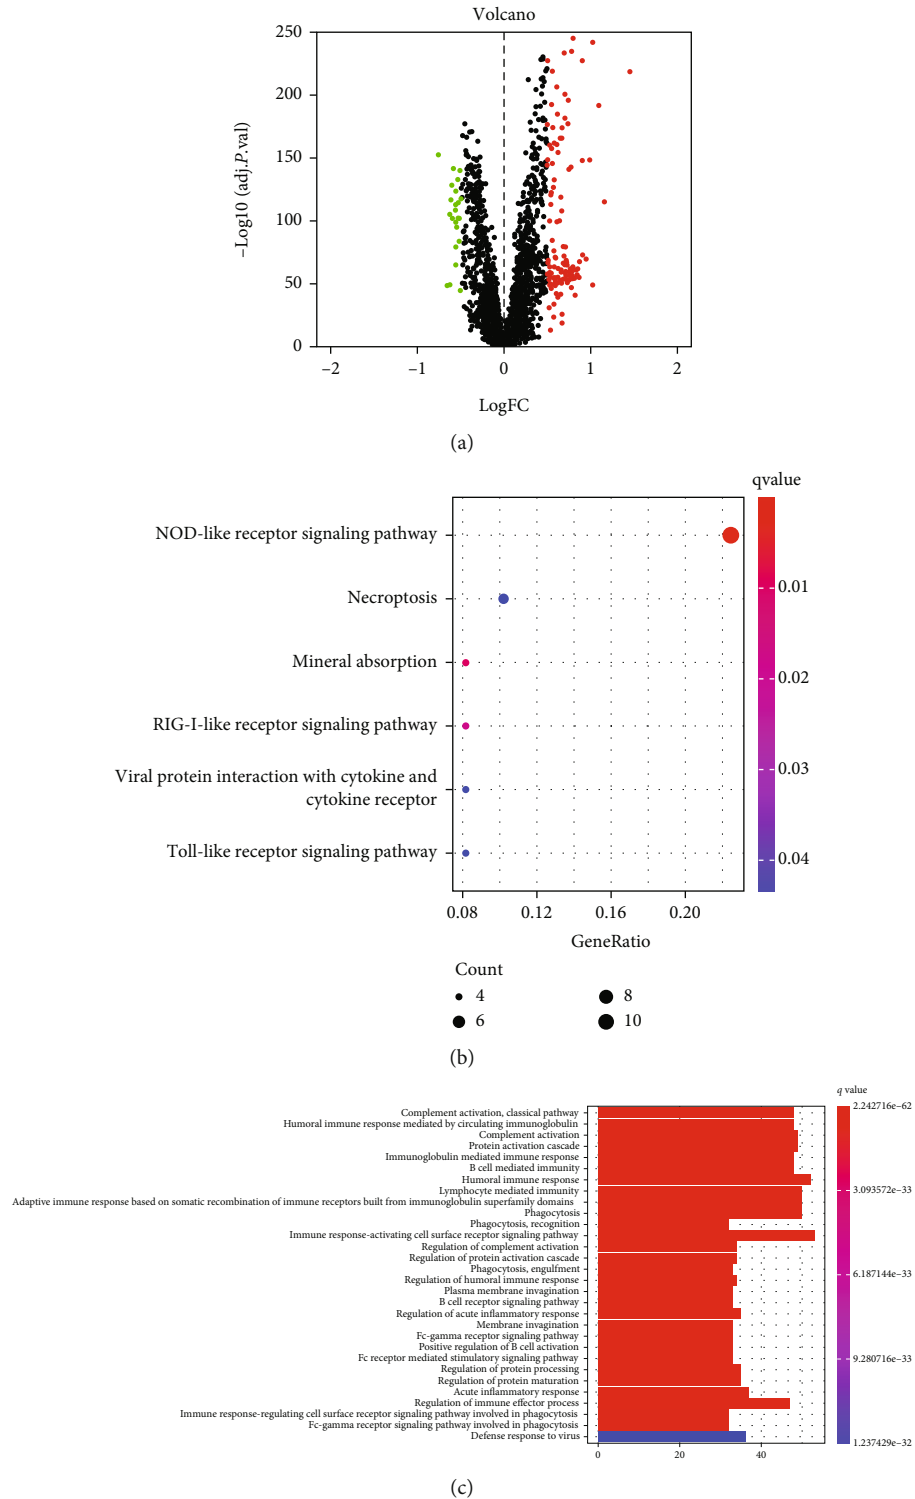 Volcano
250
200
150
100
50
0
−Log10 (adj.P.val)
−2
−1
0
1
2
LogFC
(a)
qvalue
NOD-like receptor signaling pathway
Necroptosis
Mineral absorption
RIG-I-like receptor signaling pathway
Viral protein interaction with cytokine and
cytokine receptor
Toll-like receptor signaling pathway
0.01
0.02
0.03
0.04
0.08
0.12
0.16
0.20
GeneRatio
Count
4
8
6
10
(b)
q value
Complement activation, classical pathway
Humoral immune response mediated by circulating immunoglobulin
Complement activation
Protein activation cascade
Immunoglobulin mediated immune response
B cell mediated immunity
Humoral immune response
Lymphocyte mediated immunity
Adaptive immune response based on somatic recombination of immune receptors built from immunoglobulin superfamily domains
Phagocytosis
Phagocytosis, recognition
Immune response-activating cell surface receptor signaling pathway
Regulation of complement activation
Regulation of protein activation cascade
Phagocytosis, engulfment
Regulation of humoral immune response
Plasma membrane invagination
B cell receptor signaling pathway
Regulation of acute inflammatory response
Membrane invagination
Fc-gamma receptor signaling pathway
Positive regulation of B cell activation
Fc receptor mediated stimulatory signaling pathway
Regulation of protein processing
Regulation of protein maturation
Acute inflammatory response
Regulation of immune effector process
Immune response-regulating cell surface receptor signaling pathway involved in phagocytosis
Fc-gamma receptor signaling pathway involved in phagocytosis
Defense response to virus
2.242716e−62
3.093572e−33
6.187144e−33
9.280716e−33
1.237429e−32
0
20
40
(c)